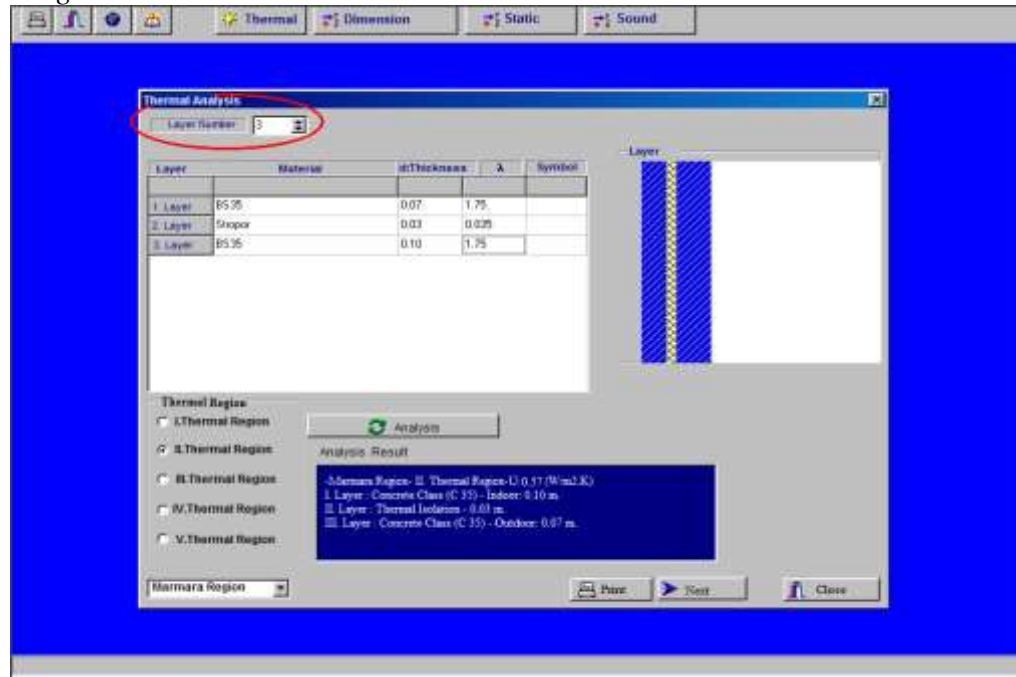 Thermal Dimension Static Sound
Thermal Analysis
Layer Number 3
Layer
Layer Material d:Thickness λ Symbol
1. Layer BS 35 0.07 1.75
2. Layer Stropor 0.03 0.035
3. Layer BS 35 0.10 1.75
Thermel Region
I.Thermal Region
II.Thermal Region
III.Thermal Region
IV.Thermal Region
V.Thermal Region
Analysis
Analysis Result
-Marmara Region- II. Thermal Region-U:0.57 (W/m2.K)
I. Layer : Concrete Class (C 35) - Indoor: 0.10 m.
II. Layer : Thermal Isolation - 0.03 m.
III. Layer : Concrete Class (C 35) - Outdoor: 0.07 m.
Marmara Region
Print Next Close